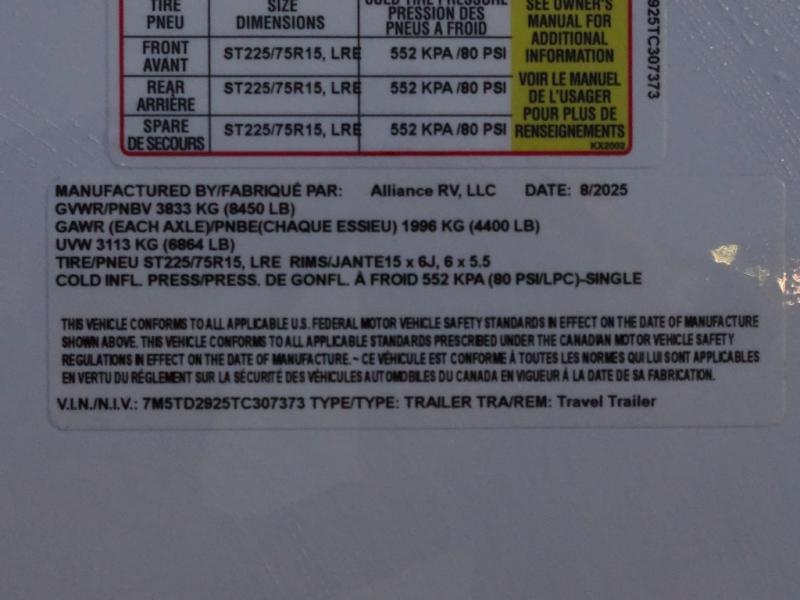 TIRE SIZE COLD TIRE PRESSURE SEE OWNER'S
PNEU DIMENSIONS PRESSION DES MANUAL FOR
PNEUS A FROID ADDITIONAL
INFORMATION
FRONT ST225/75R15, LRE 552 KPA /80 PSI
AVANT
REAR ST225/75R15, LRE 552 KPA /80 PSI VOIR LE MANUEL
ARRIÈRE DE L'USAGER
POUR PLUS DE
SPARE ST225/75R15, LRE 552 KPA /80 PSI RENSEIGNEMENTS
DE SECOURS KX2002
2925TC307373
MANUFACTURED BY/FABRIQUÉ PAR: Alliance RV, LLC DATE: 8/2025
GVWR/PNBV 3833 KG (8450 LB)
GAWR (EACH AXLE)/PNBE(CHAQUE ESSIEU) 1996 KG (4400 LB)
UVW 3113 KG (6864 LB)
TIRE/PNEU ST225/75R15, LRE RIMS/JANTE15 x 6J, 6 x 5.5
COLD INFL. PRESS/PRESS. DE GONFL. À FROID 552 KPA (80 PSI/LPC)-SINGLE
THIS VEHICLE CONFORMS TO ALL APPLICABLE U.S. FEDERAL MOTOR VEHICLE SAFETY STANDARDS IN EFFECT ON THE DATE OF MANUFACTURE
SHOWN ABOVE. THIS VEHICLE CONFORMS TO ALL APPLICABLE STANDARDS PRESCRIBED UNDER THE CANADIAN MOTOR VEHICLE SAFETY
REGULATIONS IN EFFECT ON THE DATE OF MANUFACTURE. - CE VÉHICULE EST CONFORME À TOUTES LES NORMES QUI LUI SONT APPLICABLES
EN VERTU DU RÉGLEMENT SUR LA SÉCURITÉ DES VÉHICULES AUTOMOBILES DU CANADA EN VIGUEUR À LA DATE DE SA FABRICATION.
V.I.N./N.I.V.: 7M5TD2925TC307373 TYPE/TYPE: TRAILER TRA/REM: Travel Trailer